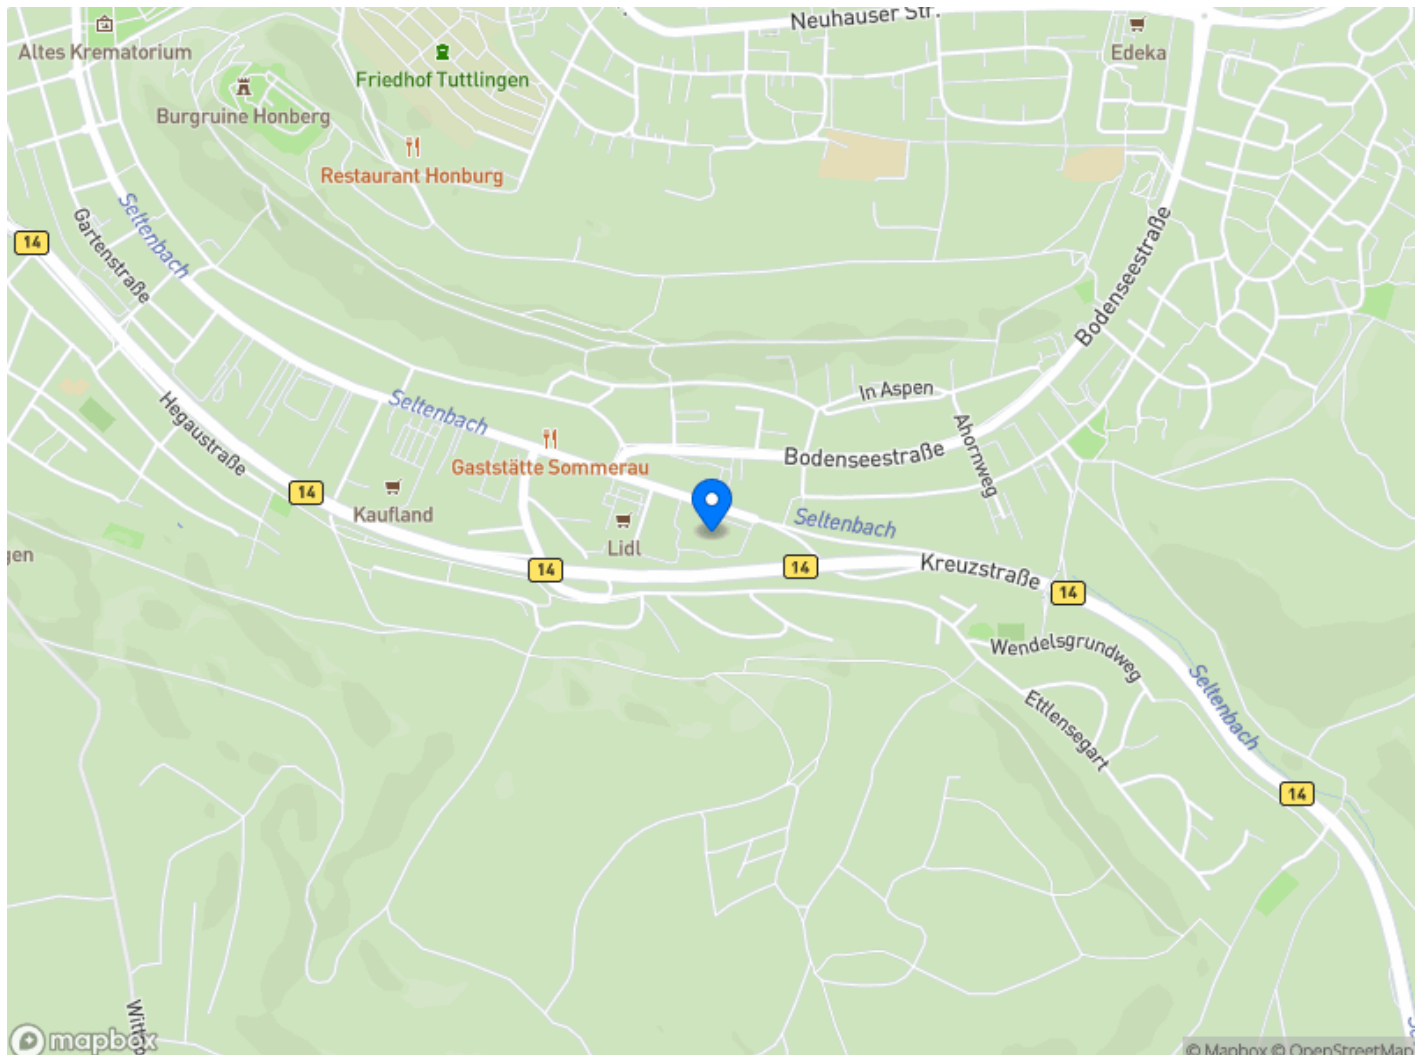 Neuhauser Str.
Altes Krematorium
Edeka
Friedhof Tuttlingen
Burgruine Honberg
Restaurant Honburg
Seltenbach
Gartenstraße
14
Bodenseestraße
Hegaustraße
Seltenbach
In Aspen
Ahornweg
Gaststätte Sommerau
Bodenseestraße
14
Kaufland
Lidl
Seltenbach
14
14
Kreuzstraße
14
Wendelsgrundweg
Ettlensegart
Seltenbach
14
mapbox
© Mapbox © OpenStreetMap